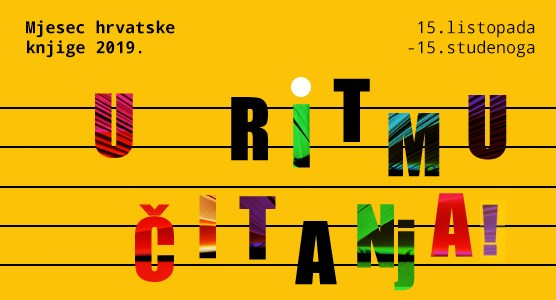 Mjesec hrvatske
knjige 2019.
15.listopada
-15.studenoga
U RiTMU
ČITANjA!